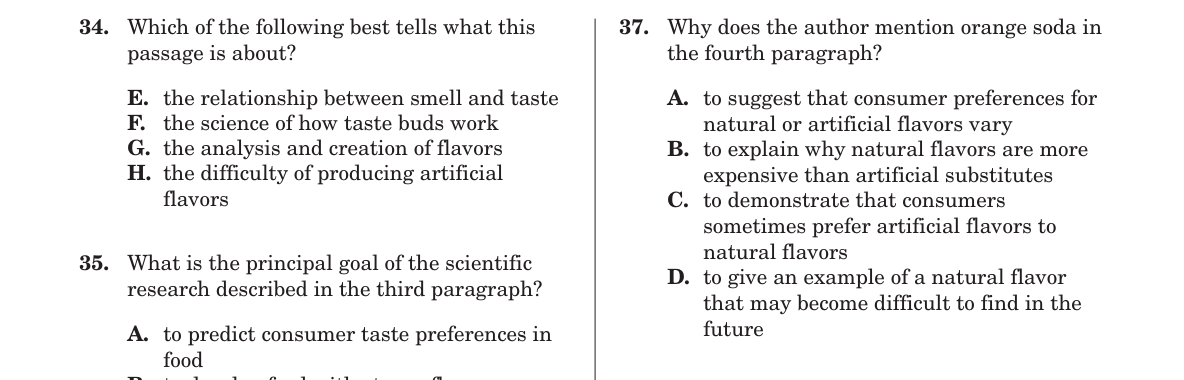 34. Which of the following best tells what this
passage is about?
E. the relationship between smell and taste
F. the science of how taste buds work
G. the analysis and creation of flavors
H. the difficulty of producing artificial
flavors
35. What is the principal goal of the scientific
research described in the third paragraph?
A. to predict consumer taste preferences in
food
37. Why does the author mention orange soda in
the fourth paragraph?
A. to suggest that consumer preferences for
natural or artificial flavors vary
B. to explain why natural flavors are more
expensive than artificial substitutes
C. to demonstrate that consumers
sometimes prefer artificial flavors to
natural flavors
D. to give an example of a natural flavor
that may become difficult to find in the
future